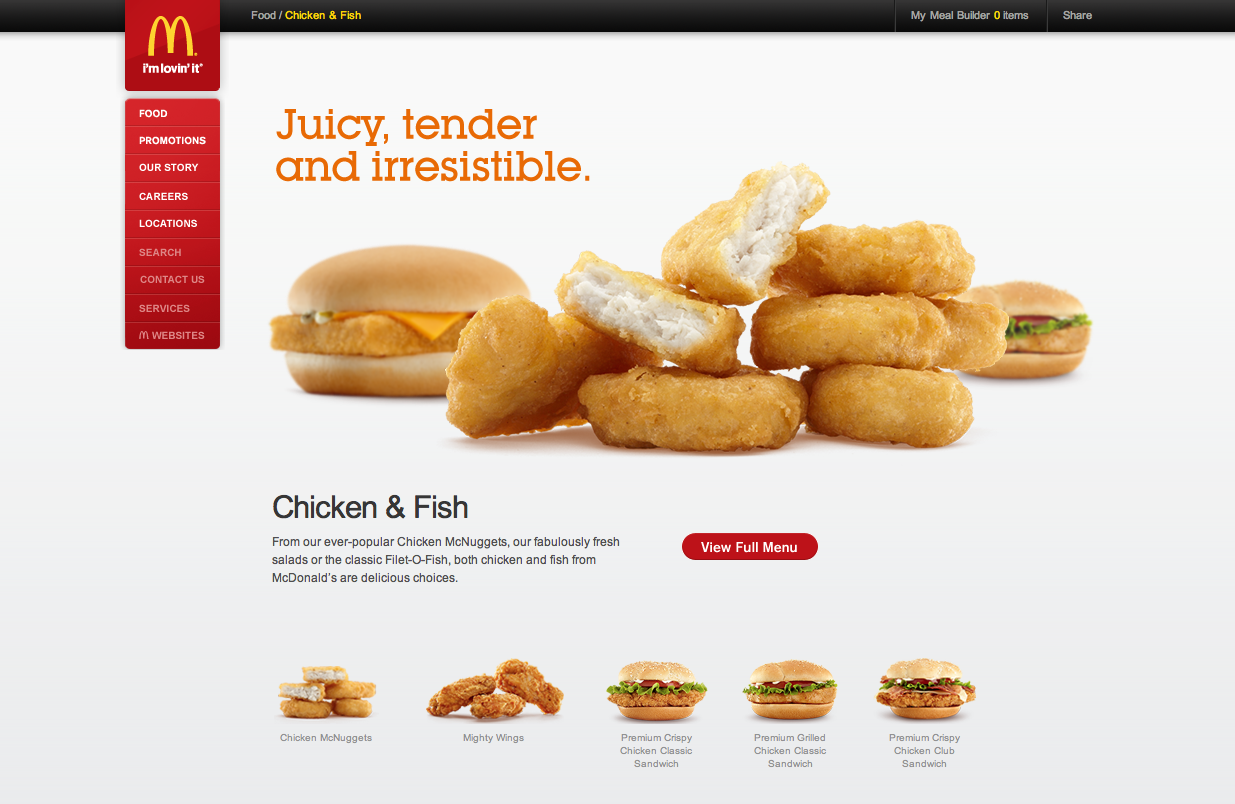 Food / Chicken & Fish
My Meal Builder 0 items
Share
i'm lovin' it®
FOOD
PROMOTIONS
OUR STORY
CAREERS
LOCATIONS
SEARCH
CONTACT US
SERVICES
M WEBSITES
Juicy, tender
and irresistible.
Chicken & Fish
From our ever-popular Chicken McNuggets, our fabulously fresh
salads or the classic Filet-O-Fish, both chicken and fish from
McDonald's are delicious choices.
View Full Menu
Chicken McNuggets
Mighty Wings
Premium Crispy
Chicken Classic
Sandwich
Premium Grilled
Chicken Classic
Sandwich
Premium Crispy
Chicken Club
Sandwich